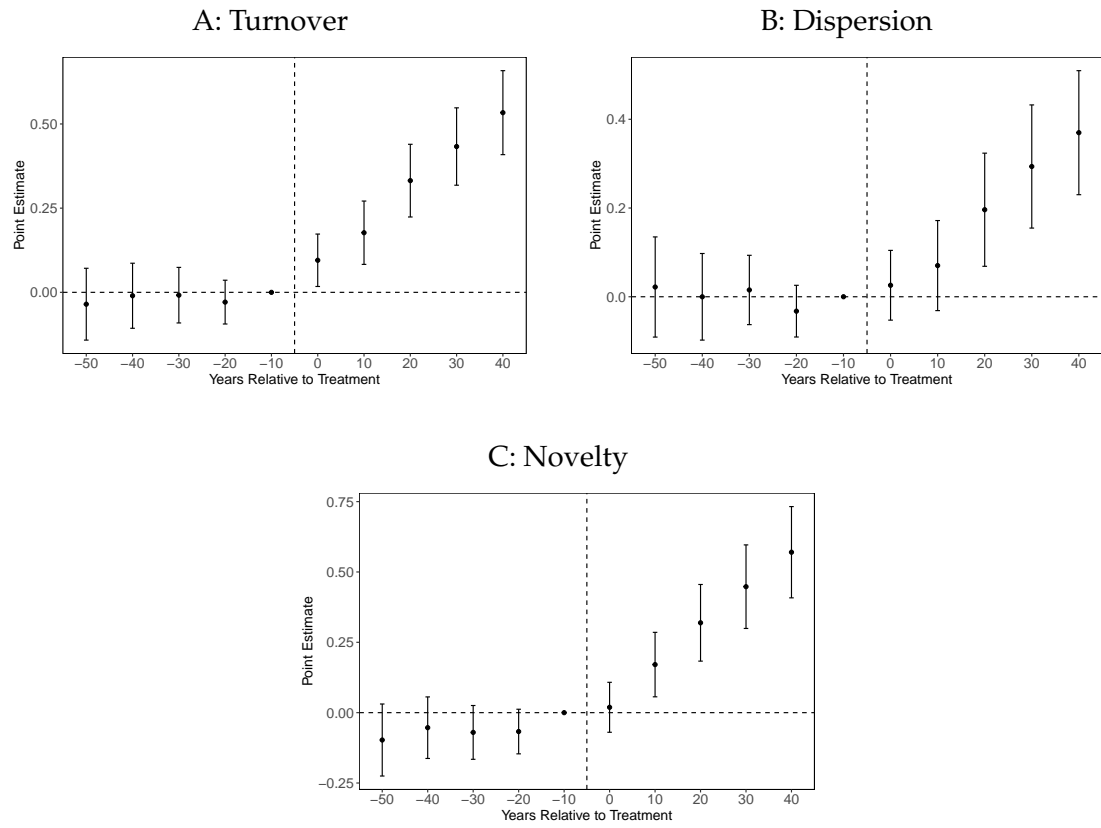 A: Turnover
0.50
0.25
0.00
Point Estimate
−50 −40 −30 −20 −10 0 10 20 30 40
Years Relative to Treatment
B: Dispersion
0.4
0.2
0.0
Point Estimate
−50 −40 −30 −20 −10 0 10 20 30 40
Years Relative to Treatment
C: Novelty
0.75
0.50
0.25
0.00
−0.25
Point Estimate
−50 −40 −30 −20 −10 0 10 20 30 40
Years Relative to Treatment